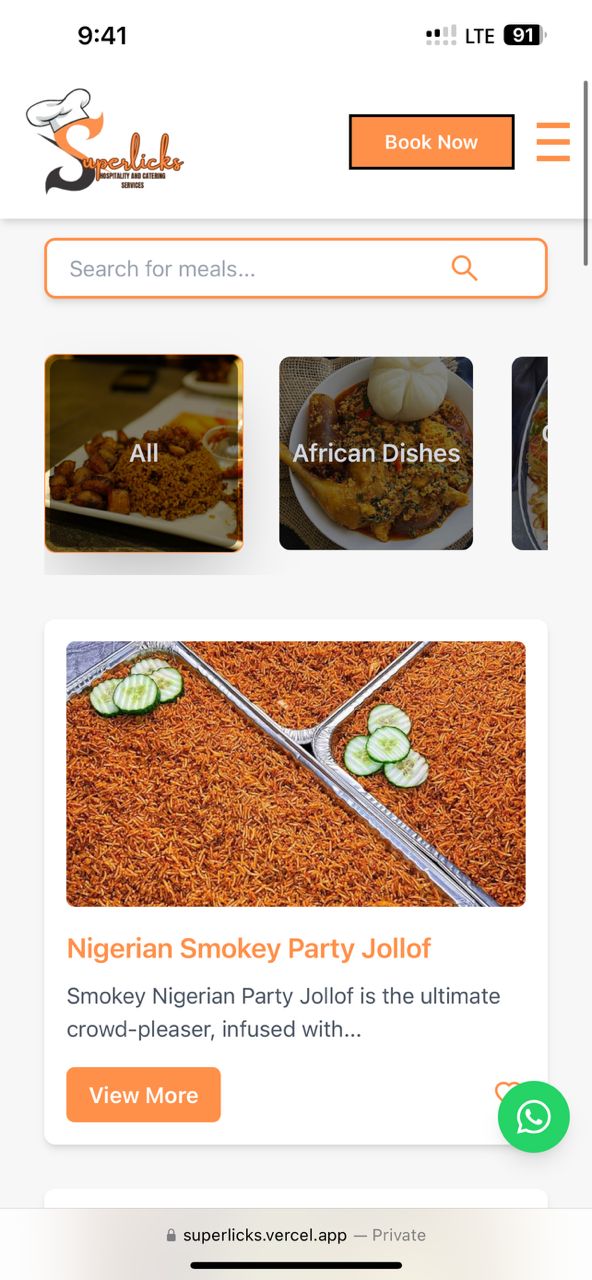 9:41
LTE 91
Superlicks
HOSPITALITY AND CATERING
SERVICES
Book Now
Search for meals...
All
African Dishes
Nigerian Smokey Party Jollof
Smokey Nigerian Party Jollof is the ultimate
crowd-pleaser, infused with...
View More
superlicks.vercel.app — Private